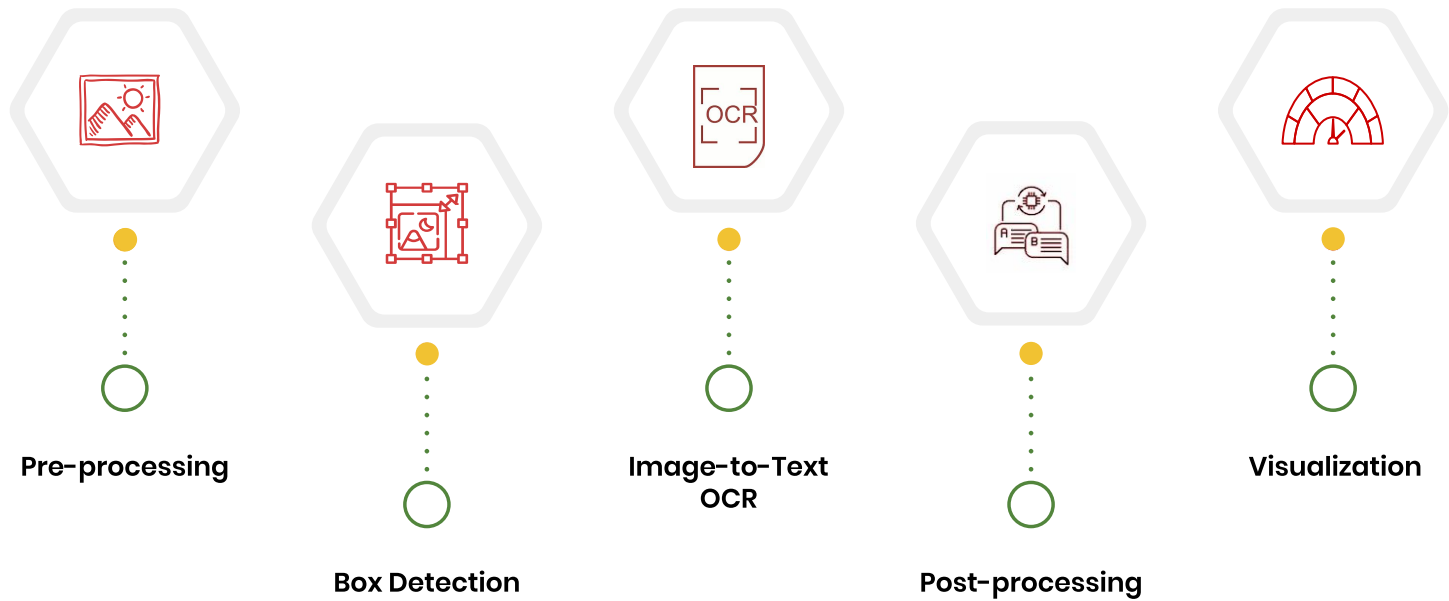 OCR
A
B
Pre-processing
Box Detection
Image-to-Text
OCR
Post-processing
Visualization